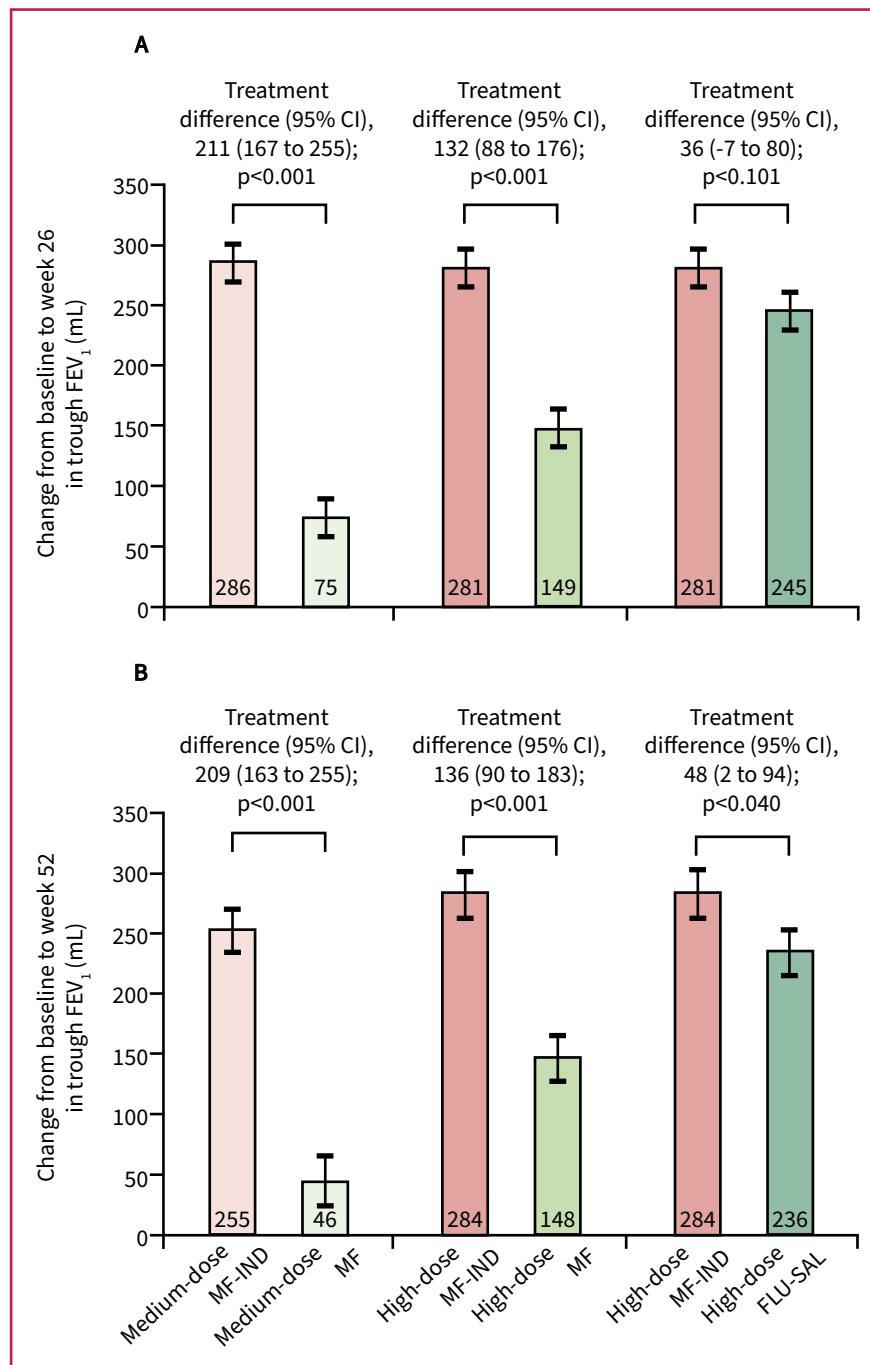 A
Treatment
difference (95% CI),
211 (167 to 255);
p<0.001
Treatment
difference (95% CI),
132 (88 to 176);
p<0.001
Treatment
difference (95% CI),
36 (-7 to 80);
p<0.101
Change from baseline to week 26
in trough FEV₁ (mL)
350
300
250
200
150
100
50
0
286
75
281
149
281
245
B
Treatment
difference (95% CI),
209 (163 to 255);
p<0.001
Treatment
difference (95% CI),
136 (90 to 183);
p<0.001
Treatment
difference (95% CI),
48 (2 to 94);
p<0.040
Change from baseline to week 52
in trough FEV₁ (mL)
350
300
250
200
150
100
50
0
255
46
284
148
284
236
Medium-dose
MF-IND
Medium-dose
MF
High-dose
MF-IND
High-dose
MF
High-dose
MF-IND
High-dose
FLU-SAL